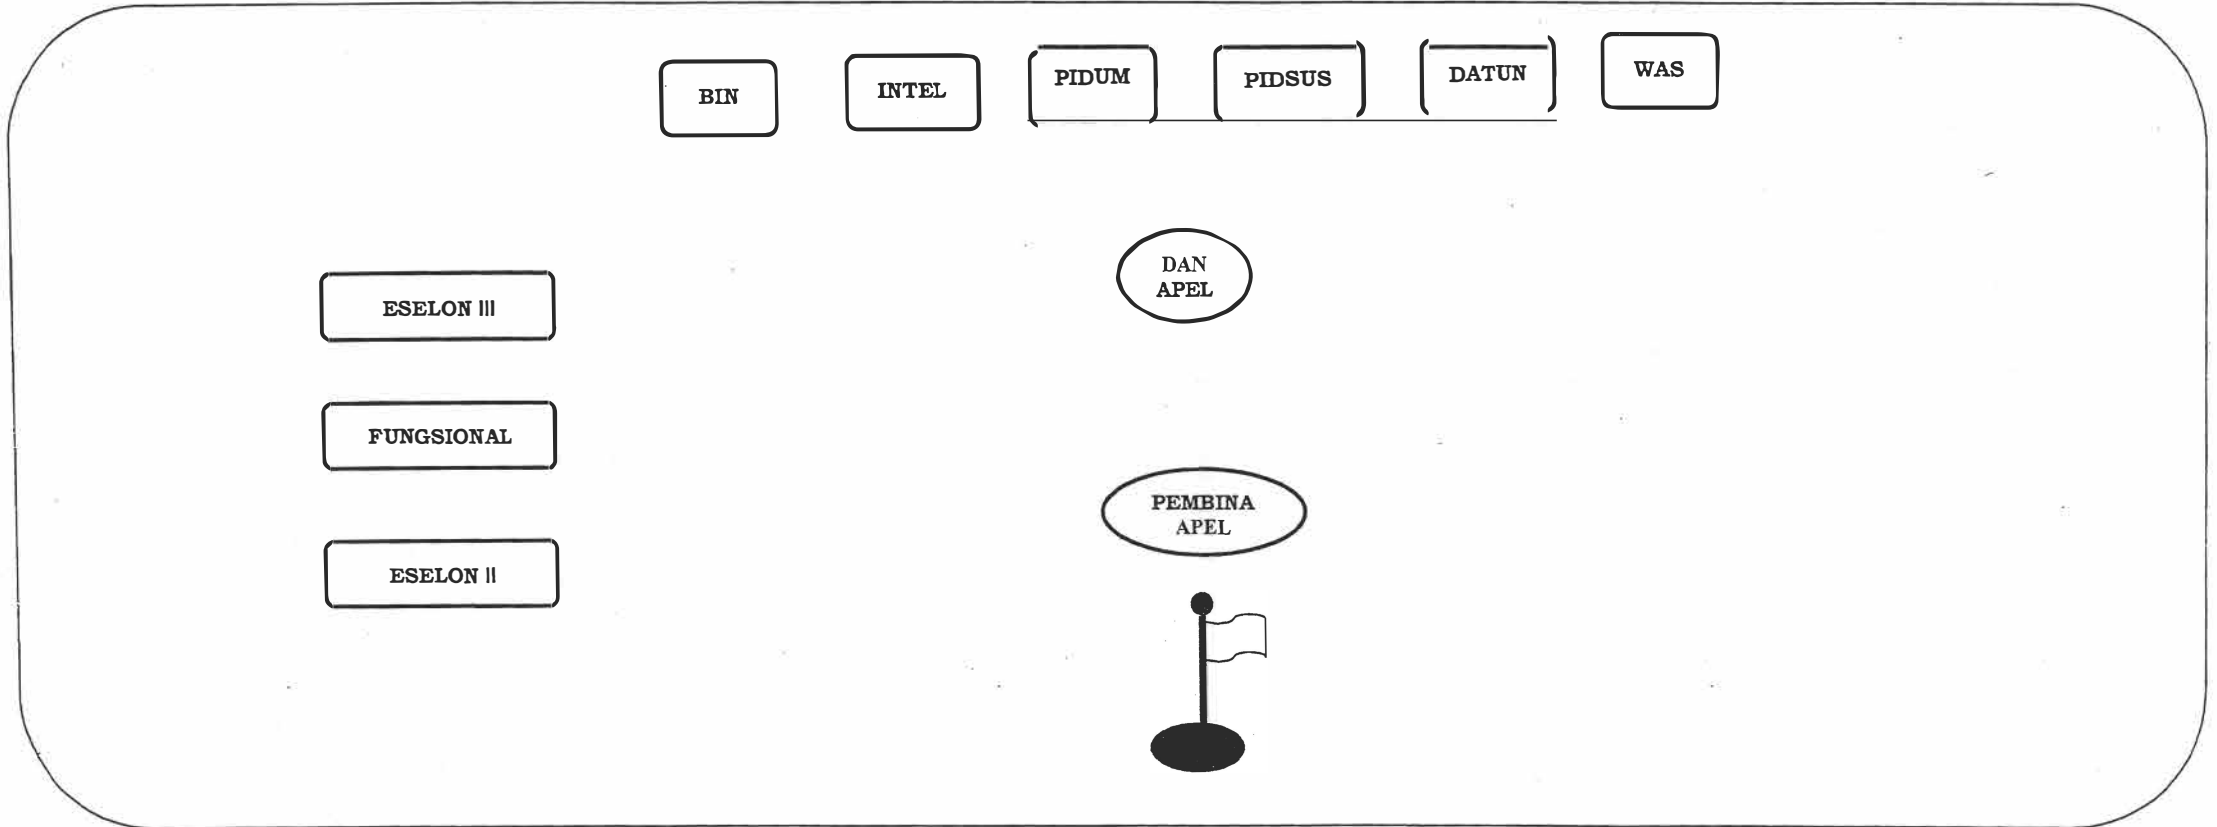 BIN
INTEL
PIDUM
PIDSUS
DATUN
WAS
DAN
APEL
ESELON III
FUNGSIONAL
PEMBINA
APEL
ESELON II